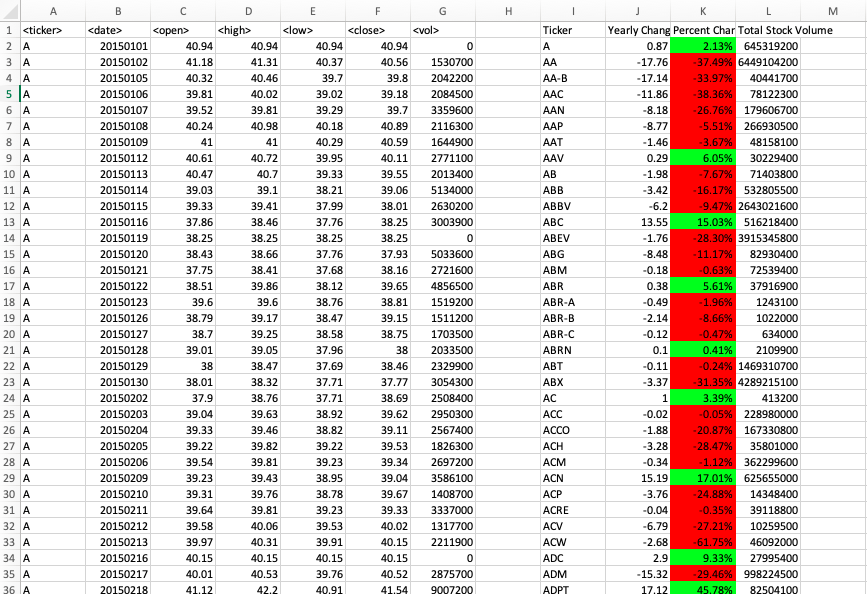 A B C D E F G H I J K L M
1 <ticker> <date> <open> <high> <low> <close> <vol> Ticker Yearly Chang Percent Char Total Stock Volume
2 A 20150101 40.94 40.94 40.94 40.94 0 A 0.87 2.13% 645319200
3 A 20150102 41.18 41.31 40.37 40.56 1530700 AA -17.76 -37.49% 6449104200
4 A 20150105 40.32 40.46 39.7 39.8 2042200 AA-B -17.14 -33.97% 40441700
5 A 20150106 39.81 40.02 39.02 39.18 2084500 AAC -11.86 -38.36% 78122300
6 A 20150107 39.52 39.81 39.29 39.7 3359600 AAN -8.18 -26.76% 179606700
7 A 20150108 40.24 40.98 40.18 40.89 2116300 AAP -8.77 -5.51% 266930500
8 A 20150109 41 41 40.29 40.59 1644900 AAT -1.46 -3.67% 48158100
9 A 20150112 40.61 40.72 39.95 40.11 2771100 AAV 0.29 6.05% 30229400
10 A 20150113 40.47 40.7 39.33 39.55 2013400 AB -1.98 -7.67% 71403800
11 A 20150114 39.03 39.1 38.21 39.06 5134000 ABB -3.42 -16.17% 532805500
12 A 20150115 39.33 39.41 37.99 38.01 2630200 ABBV -6.2 -9.47% 2643021600
13 A 20150116 37.86 38.46 37.76 38.25 3003900 ABC 13.55 15.03% 516218400
14 A 20150119 38.25 38.25 38.25 38.25 0 ABEV -1.76 -28.30% 3915345800
15 A 20150120 38.43 38.66 37.76 37.93 5033600 ABG -8.48 -11.17% 82930400
16 A 20150121 37.75 38.41 37.68 38.16 2721600 ABM -0.18 -0.63% 72539400
17 A 20150122 38.51 39.86 38.12 39.65 4856500 ABR 0.38 5.61% 37916900
18 A 20150123 39.6 39.6 38.76 38.81 1519200 ABR-A -0.49 -1.96% 1243100
19 A 20150126 38.79 39.17 38.47 39.15 1511200 ABR-B -2.14 -8.66% 1022000
20 A 20150127 38.7 39.25 38.58 38.75 1703500 ABR-C -0.12 -0.47% 634000
21 A 20150128 39.01 39.05 37.96 38 2033500 ABRN 0.1 0.41% 2109900
22 A 20150129 38 38.47 37.69 38.46 2329900 ABT -0.11 -0.24% 1469310700
23 A 20150130 38.01 38.32 37.71 37.77 3054300 ABX -3.37 -31.35% 4289215100
24 A 20150202 37.9 38.76 37.71 38.69 2508400 AC 1 3.39% 413200
25 A 20150203 39.04 39.63 38.92 39.62 2950300 ACC -0.02 -0.05% 228980000
26 A 20150204 39.33 39.46 38.82 39.11 2567400 ACCO -1.88 -20.87% 167330800
27 A 20150205 39.22 39.82 39.22 39.53 1826300 ACH -3.28 -28.47% 35801000
28 A 20150206 39.54 39.81 39.23 39.34 2697200 ACM -0.34 -1.12% 362299600
29 A 20150209 39.23 39.43 38.95 39.04 3586100 ACN 15.19 17.01% 625655000
30 A 20150210 39.31 39.76 38.78 39.67 1408700 ACP -3.76 -24.88% 14348400
31 A 20150211 39.64 39.81 39.23 39.33 3337000 ACRE -0.04 -0.35% 39118800
32 A 20150212 39.58 40.06 39.53 40.02 1317700 ACV -6.79 -27.21% 10259500
33 A 20150213 39.97 40.31 39.91 40.15 2211900 ACW -2.68 -61.75% 46092000
34 A 20150216 40.15 40.15 40.15 40.15 0 ADC 2.9 9.33% 27995400
35 A 20150217 40.01 40.53 39.76 40.52 2875700 ADM -15.32 -29.46% 998224500
36 A 20150218 41.12 42.2 40.91 41.54 9007200 ADPT 17.12 45.78% 82504100